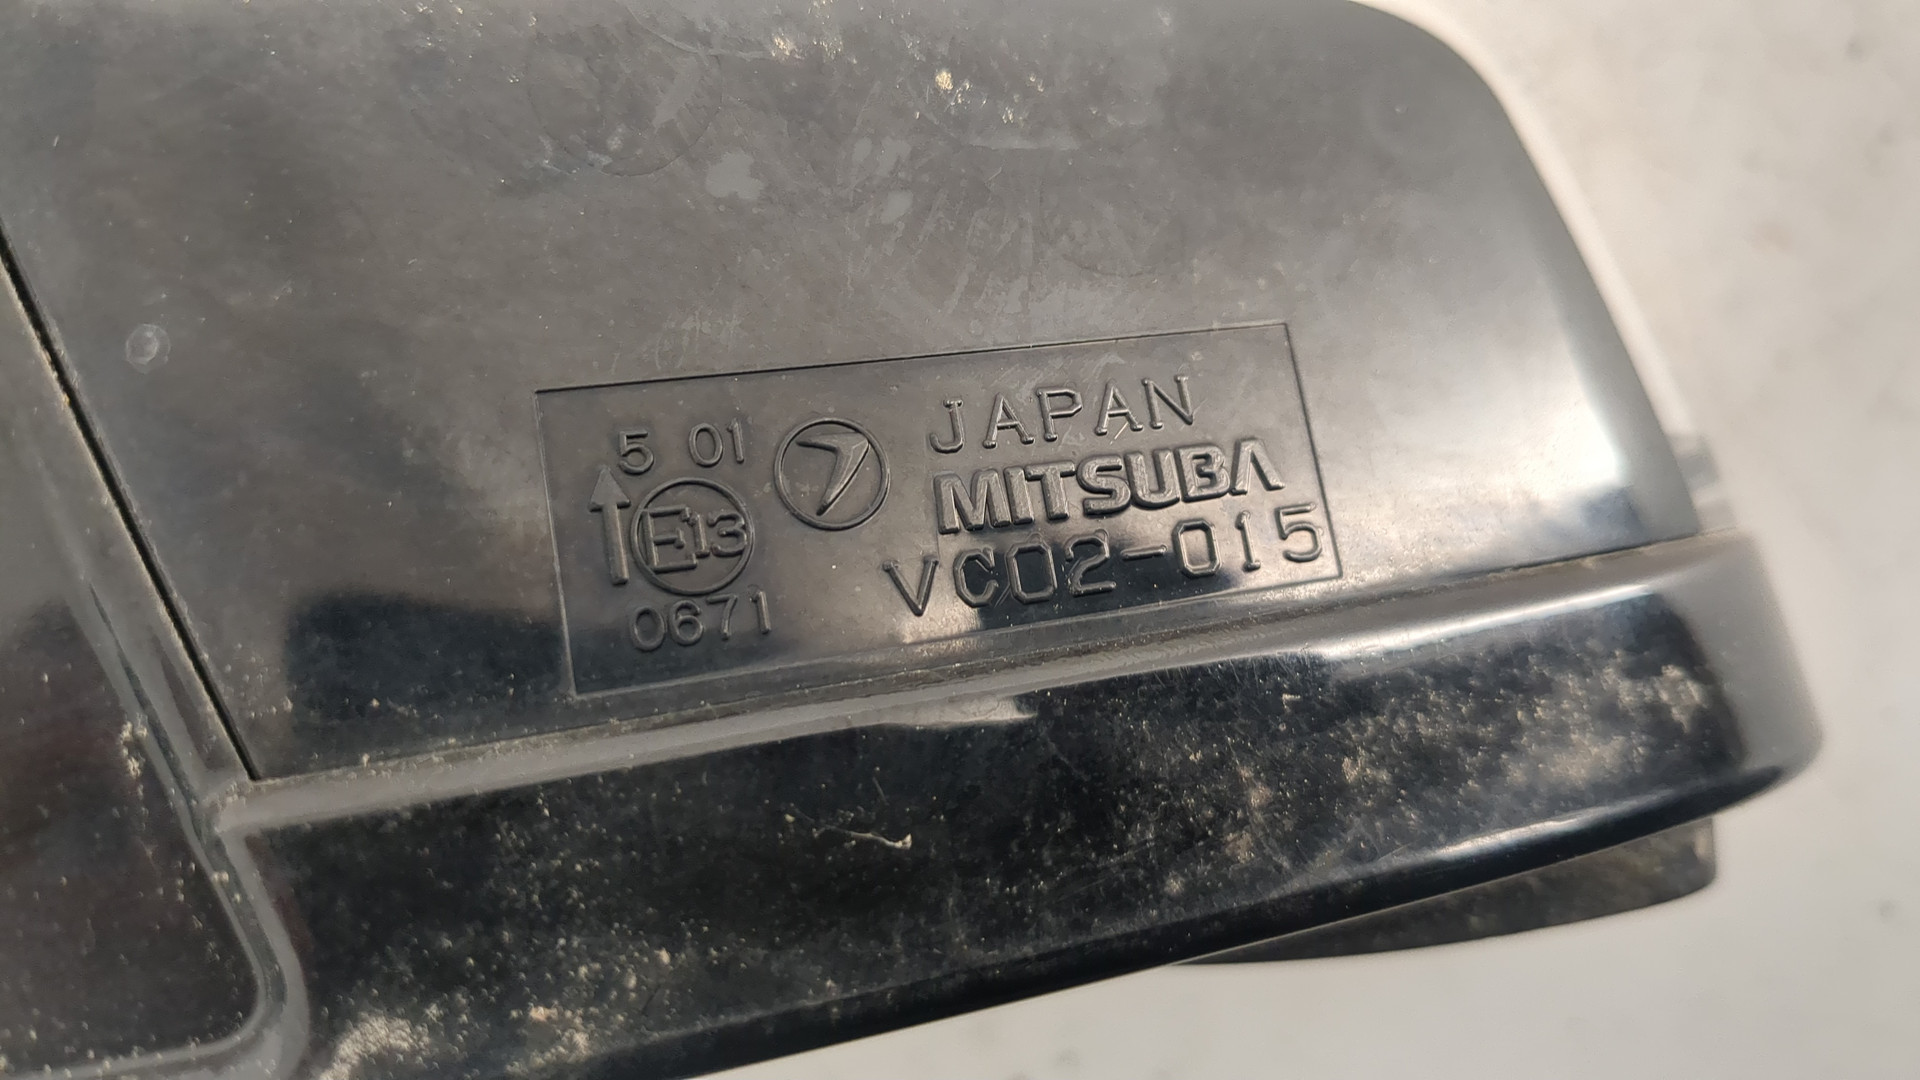 5 01
E13
0671
JAPAN
MITSUBA
VC02-015